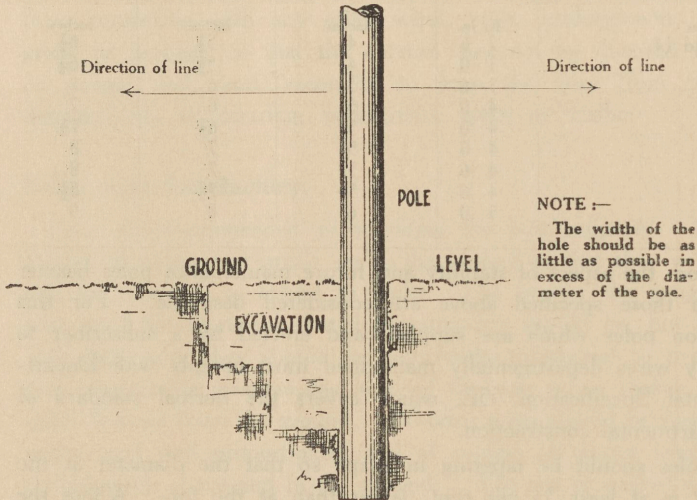 Direction of line
Direction of line
POLE
NOTE :—
The width of the
hole should be as
little as possible in
excess of the dia-
meter of the pole.
GROUND
LEVEL
EXCAVATION